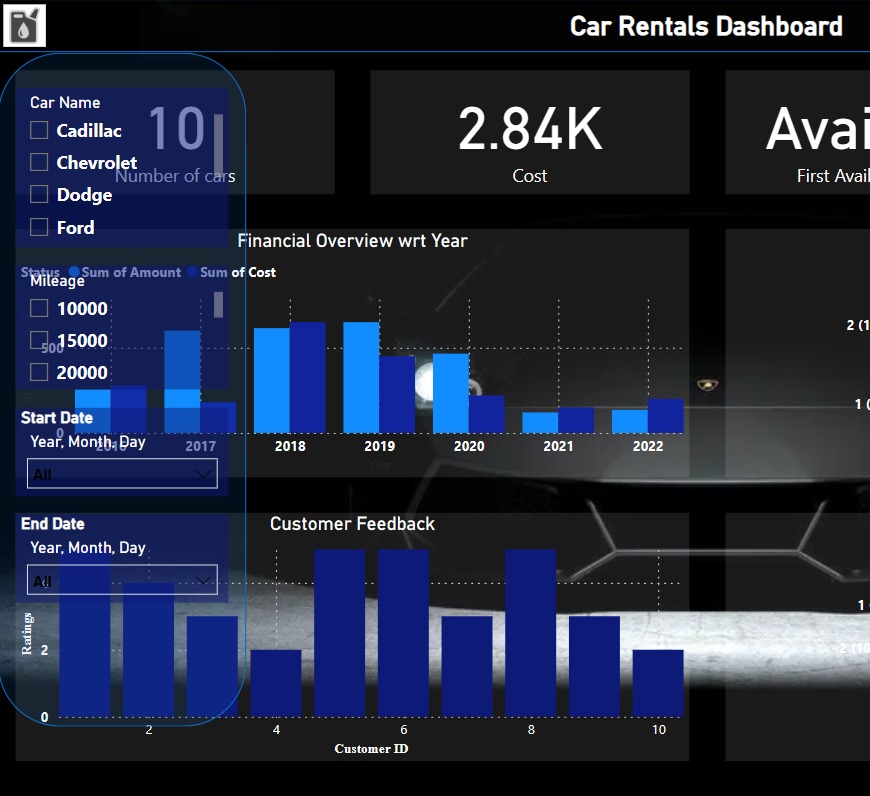 Car Rentals Dashboard
Car Name
Cadillac
Chevrolet
Dodge
Ford
10
Number of cars
2.84K
Cost
Avai
First Avail
Financial Overview wrt Year
Status Sum of Amount Sum of Cost
Mileage
10000
15000
20000
500
0
2016 2017 2018 2019 2020 2021 2022
Year
2 (1
1 (
Start Date
Year, Month, Day
All
Customer Feedback
End Date
Year, Month, Day
All
4
2
0
Ratings
2 4 6 8 10
Customer ID
1
2 (10